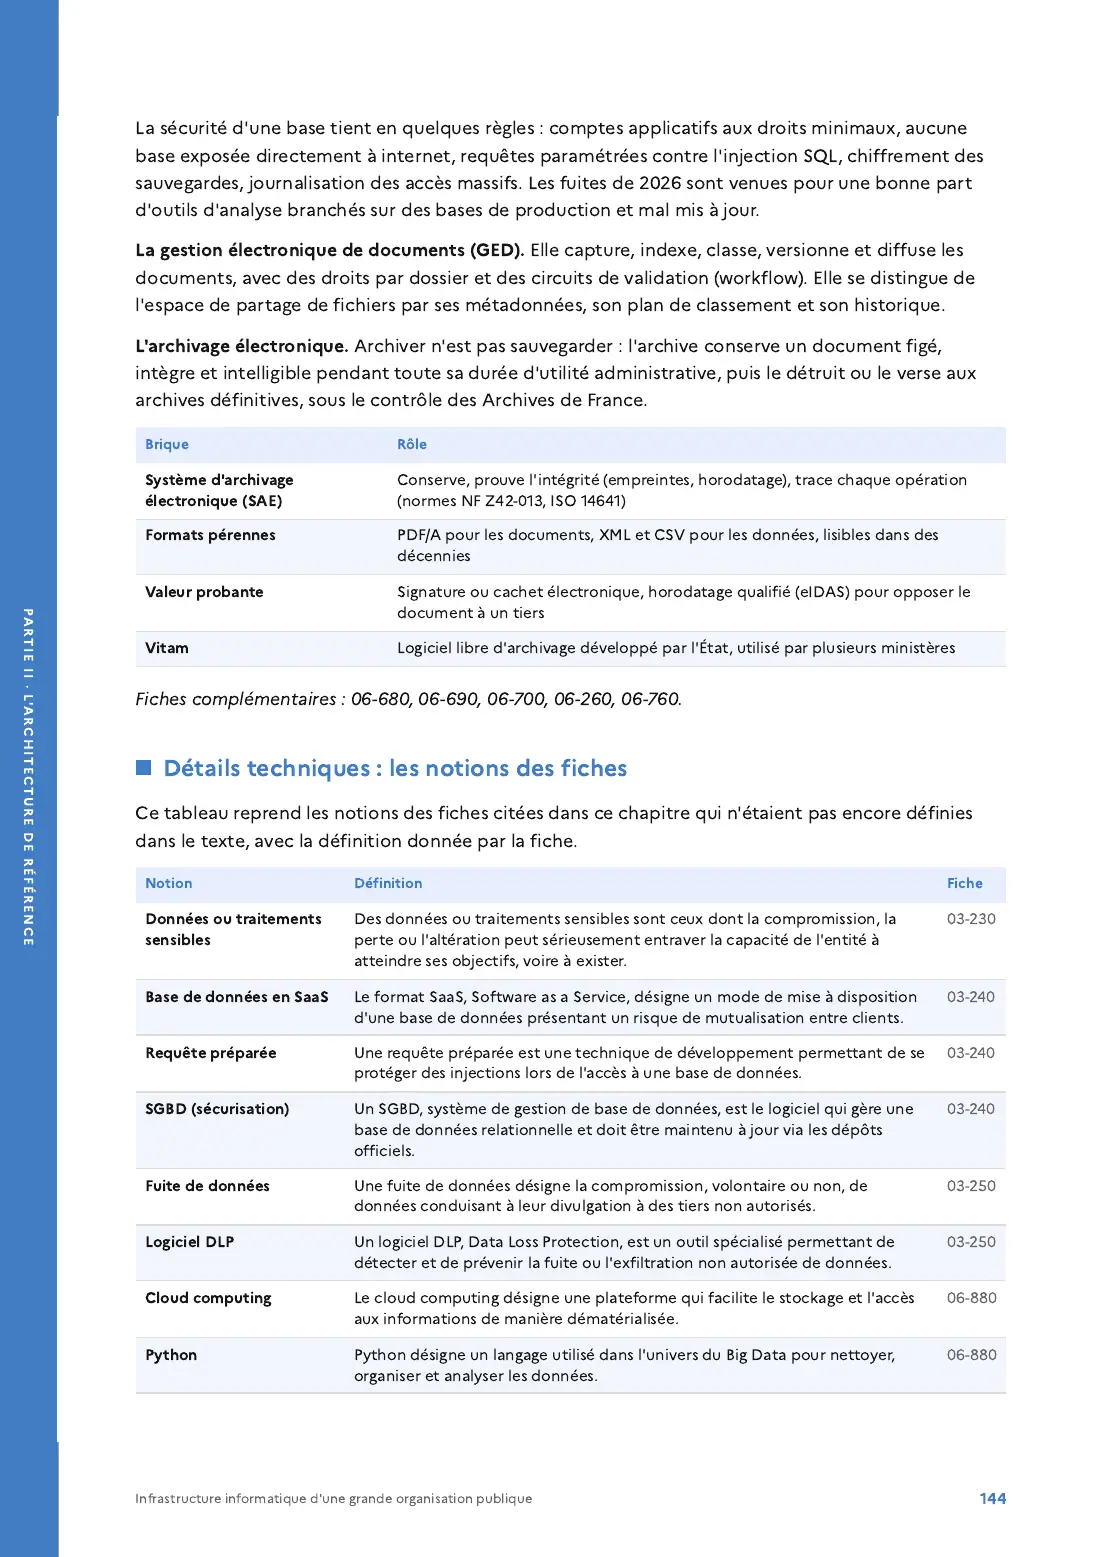 La sécurité d'une base tient en quelques règles : comptes applicatifs aux droits minimaux, aucune
base exposée directement à internet, requêtes paramétrées contre l'injection SQL, chiffrement des
sauvegardes, journalisation des accès massifs. Les fuites de 2026 sont venues pour une bonne part
d'outils d'analyse branchés sur des bases de production et mal mis à jour.
La gestion électronique de documents (GED). Elle capture, indexe, classe, versionne et diffuse les
documents, avec des droits par dossier et des circuits de validation (workflow). Elle se distingue de
l'espace de partage de fichiers par ses métadonnées, son plan de classement et son historique.
L'archivage électronique. Archiver n'est pas sauvegarder : l'archive conserve un document figé,
intègre et intelligible pendant toute sa durée d'utilité administrative, puis le détruit ou le verse aux
archives définitives, sous le contrôle des Archives de France.
Brique Rôle
Système d'archivage
électronique (SAE)
Conserve, prouve l'intégrité (empreintes, horodatage), trace chaque opération
(normes NF Z42-013, ISO 14641)
Formats pérennes
PDF/A pour les documents, XML et CSV pour les données, lisibles dans des
décennies
Valeur probante
Signature ou cachet électronique, horodatage qualifié (eIDAS) pour opposer le
document à un tiers
Vitam
Logiciel libre d'archivage développé par l'État, utilisé par plusieurs ministères
Fiches complémentaires : 06-680, 06-690, 06-700, 06-260, 06-760.
Détails techniques : les notions des fiches
Ce tableau reprend les notions des fiches citées dans ce chapitre qui n'étaient pas encore définies
dans le texte, avec la définition donnée par la fiche.
Notion Définition Fiche
Données ou traitements
sensibles
Des données ou traitements sensibles sont ceux dont la compromission, la
perte ou l'altération peut sérieusement entraver la capacité de l'entité à
atteindre ses objectifs, voire à exister.
03-230
Base de données en SaaS
Le format SaaS, Software as a Service, désigne un mode de mise à disposition
d'une base de données présentant un risque de mutualisation entre clients.
03-240
Requête préparée
Une requête préparée est une technique de développement permettant de se
protéger des injections lors de l'accès à une base de données.
03-240
SGBD (sécurisation)
Un SGBD, système de gestion de base de données, est le logiciel qui gère une
base de données relationnelle et doit être maintenu à jour via les dépôts
officiels.
03-240
Fuite de données
Une fuite de données désigne la compromission, volontaire ou non, de
données conduisant à leur divulgation à des tiers non autorisés.
03-250
Logiciel DLP
Un logiciel DLP, Data Loss Protection, est un outil spécialisé permettant de
détecter et de prévenir la fuite ou l'exfiltration non autorisée de données.
03-250
Cloud computing
Le cloud computing désigne une plateforme qui facilite le stockage et l'accès
aux informations de manière dématérialisée.
06-880
Python
Python désigne un langage utilisé dans l'univers du Big Data pour nettoyer,
organiser et analyser les données.
06-880
PARTIE II · L'ARCHITECTURE DE RÉFÉRENCE
Infrastructure informatique d'une grande organisation publique
144